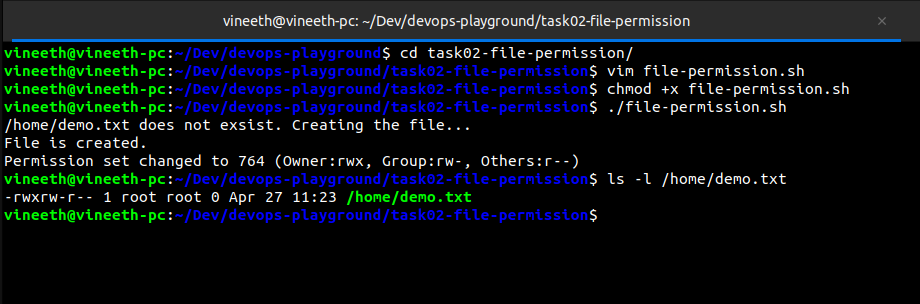 vineeth@vineeth-pc: ~/Dev/devops-playground/task02-file-permission
vineeth@vineeth-pc:~/Dev/devops-playground$ cd task02-file-permission/
vineeth@vineeth-pc:~/Dev/devops-playground/task02-file-permission$ vim file-permission.sh
vineeth@vineeth-pc:~/Dev/devops-playground/task02-file-permission$ chmod +x file-permission.sh
vineeth@vineeth-pc:~/Dev/devops-playground/task02-file-permission$ ./file-permission.sh
/home/demo.txt does not exsist. Creating the file...
File is created.
Permission set changed to 764 (Owner:rwx, Group:rw-, Others:r--)
vineeth@vineeth-pc:~/Dev/devops-playground/task02-file-permission$ ls -l /home/demo.txt
-rwxrw-r-- 1 root root 0 Apr 27 11:23 /home/demo.txt
vineeth@vineeth-pc:~/Dev/devops-playground/task02-file-permission$